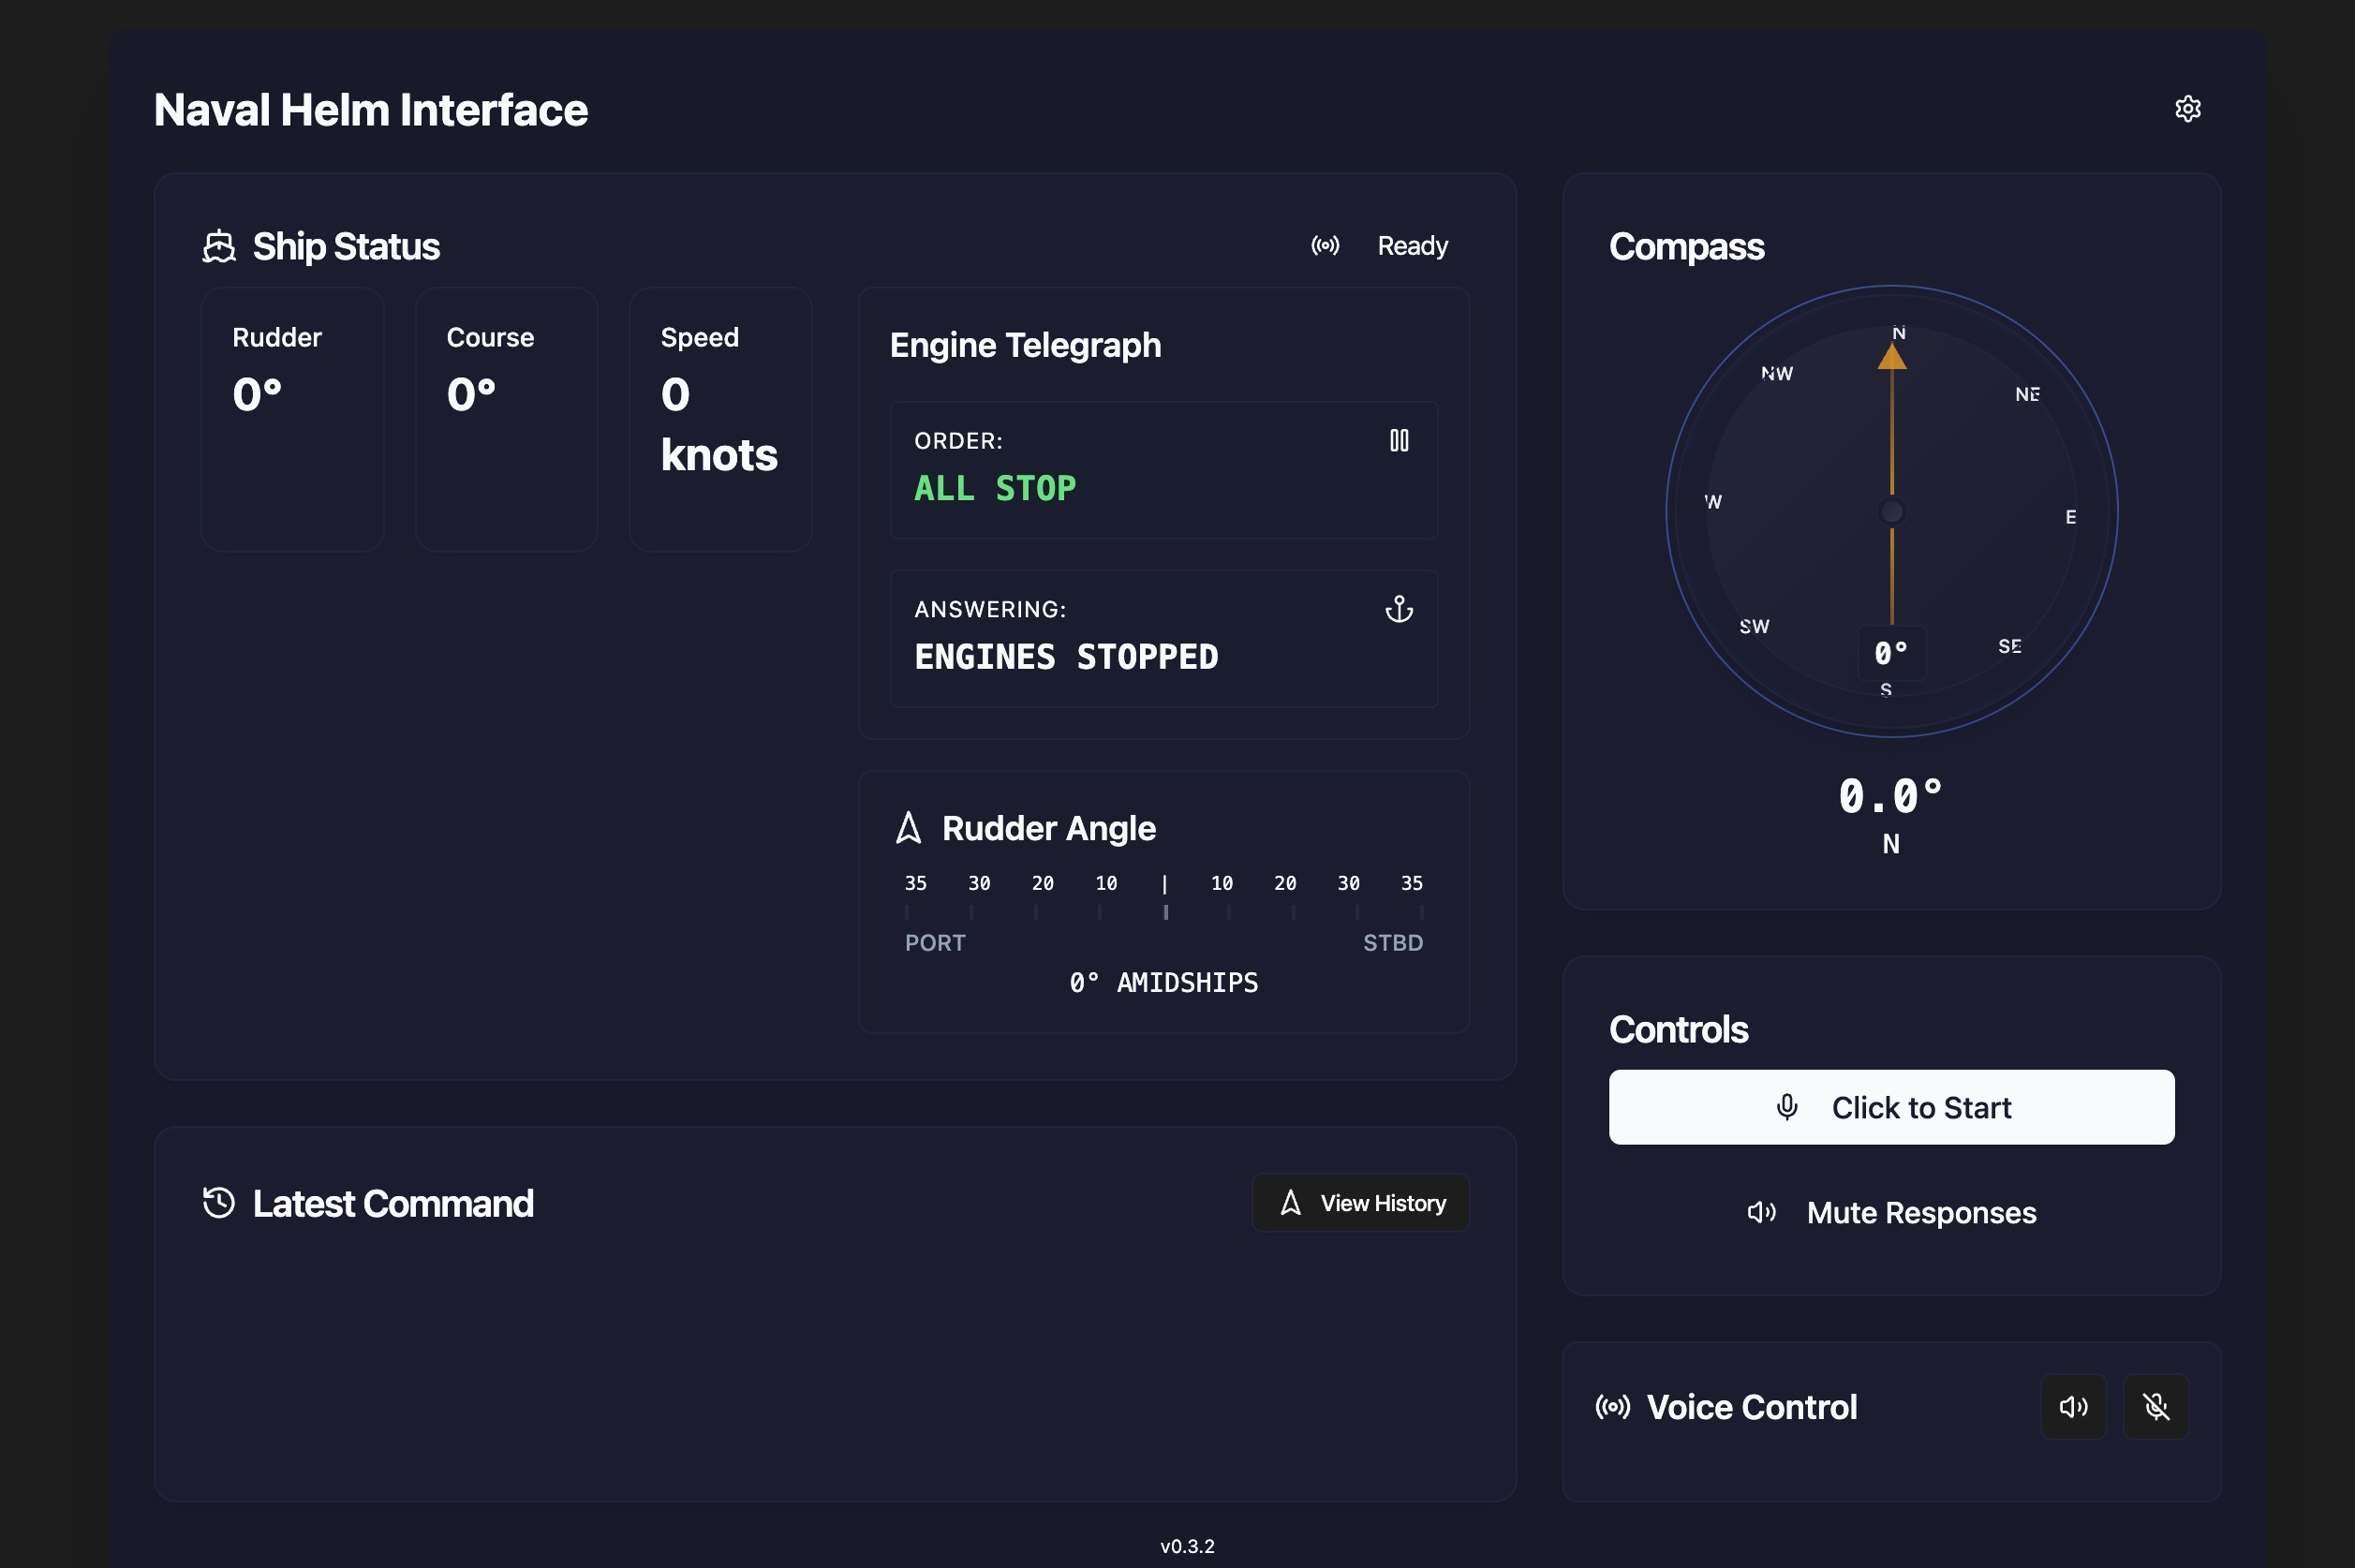 Naval Helm Interface
Ship Status
Ready
Rudder
0°
Course
0°
Speed
0
knots
Engine Telegraph
ORDER:
ALL STOP
ANSWERING:
ENGINES STOPPED
Rudder Angle
35 30 20 10 | 10 20 30 35
PORT STBD
0° AMIDSHIPS
Latest Command
View History
Compass
N
NW
NE
W
E
SW
SE
0°
S
0.0°
N
Controls
Click to Start
Mute Responses
Voice Control
v0.3.2